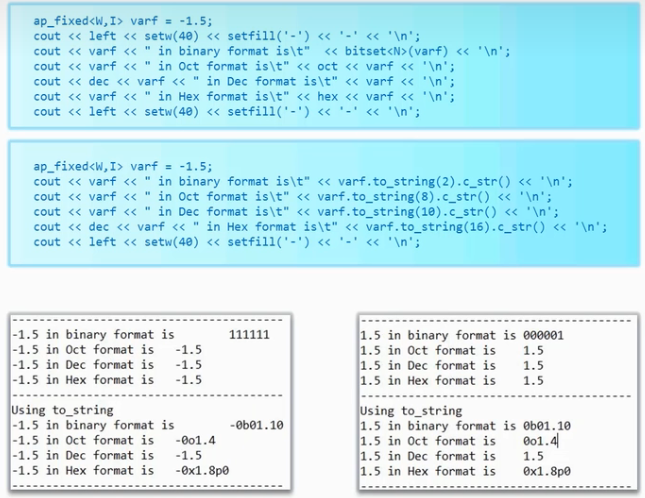 ap_fixed<W,I> varf = -1.5;
cout << left << setw(40) << setfill('-') << '-' << '\n';
cout << varf << " in binary format is\t"  << bitset<N>(varf) << '\n';
cout << varf << " in Oct format is\t" << oct << varf << '\n';
cout << dec << varf << " in Dec format is\t" << varf << '\n';
cout << varf << " in Hex format is\t" << hex << varf << '\n';
cout << left << setw(40) << setfill('-') << '-' << '\n';
ap_fixed<W,I> varf = -1.5;
cout << varf << " in binary format is\t" << varf.to_string(2).c_str() << '\n';
cout << varf << " in Oct format is\t" << varf.to_string(8).c_str() << '\n';
cout << varf << " in Dec format is\t" << varf.to_string(10).c_str() << '\n';
cout << dec << varf << " in Hex format is\t" << varf.to_string(16).c_str() << '\n';
cout << left << setw(40) << setfill('-') << '-' << '\n';
----------------------------------------
-1.5 in binary format is 111111
-1.5 in Oct format is -1.5
-1.5 in Dec format is -1.5
-1.5 in Hex format is -1.5
----------------------------------------
Using to_string
-1.5 in binary format is -0b01.10
-1.5 in Oct format is -0o1.4
-1.5 in Dec format is -1.5
-1.5 in Hex format is -0x1.8p0
----------------------------------------
----------------------------------------
1.5 in binary format is 000001
1.5 in Oct format is 1.5
1.5 in Dec format is 1.5
1.5 in Hex format is 1.5
----------------------------------------
Using to_string
1.5 in binary format is 0b01.10
1.5 in Oct format is 0o1.4
1.5 in Dec format is 1.5
1.5 in Hex format is 0x1.8p0
----------------------------------------